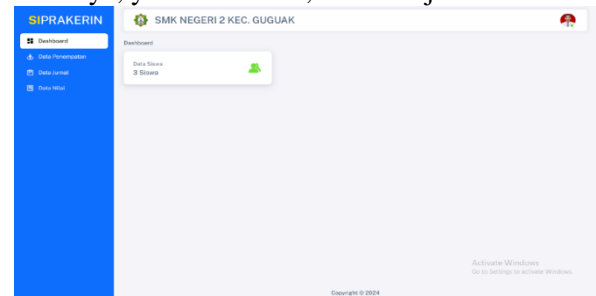 SIPRAKERIN
SMK NEGERI 2 KEC. GUGUAK
Dashboard
Data Penempatan
Data Jurnal
Data Nilai
Dashboard
Data Siswa
3 Siswa
Activate Windows
Go to Settings to activate Windows.
Copyright © 2024